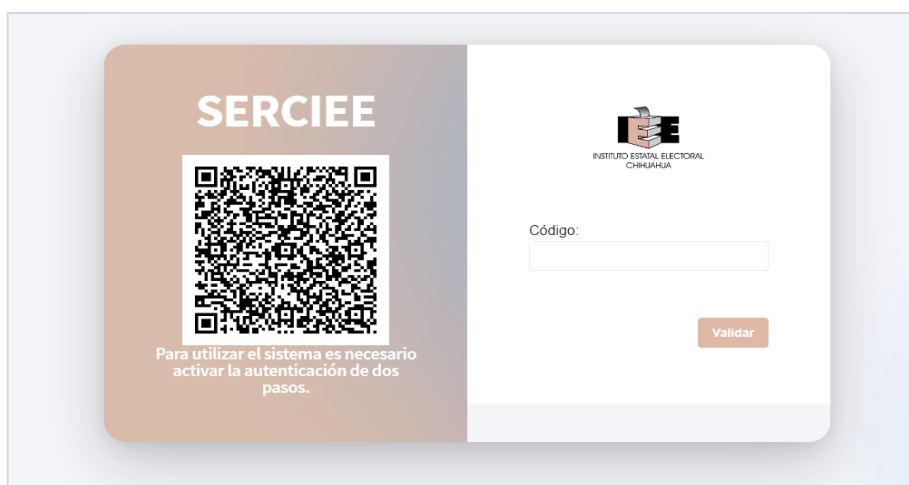 SERCIEE
Para utilizar el sistema es necesario
activar la autenticación de dos
pasos.
IEE
INSTITUTO ESTATAL ELECTORAL
CHIHUAHUA
Código:
Validar